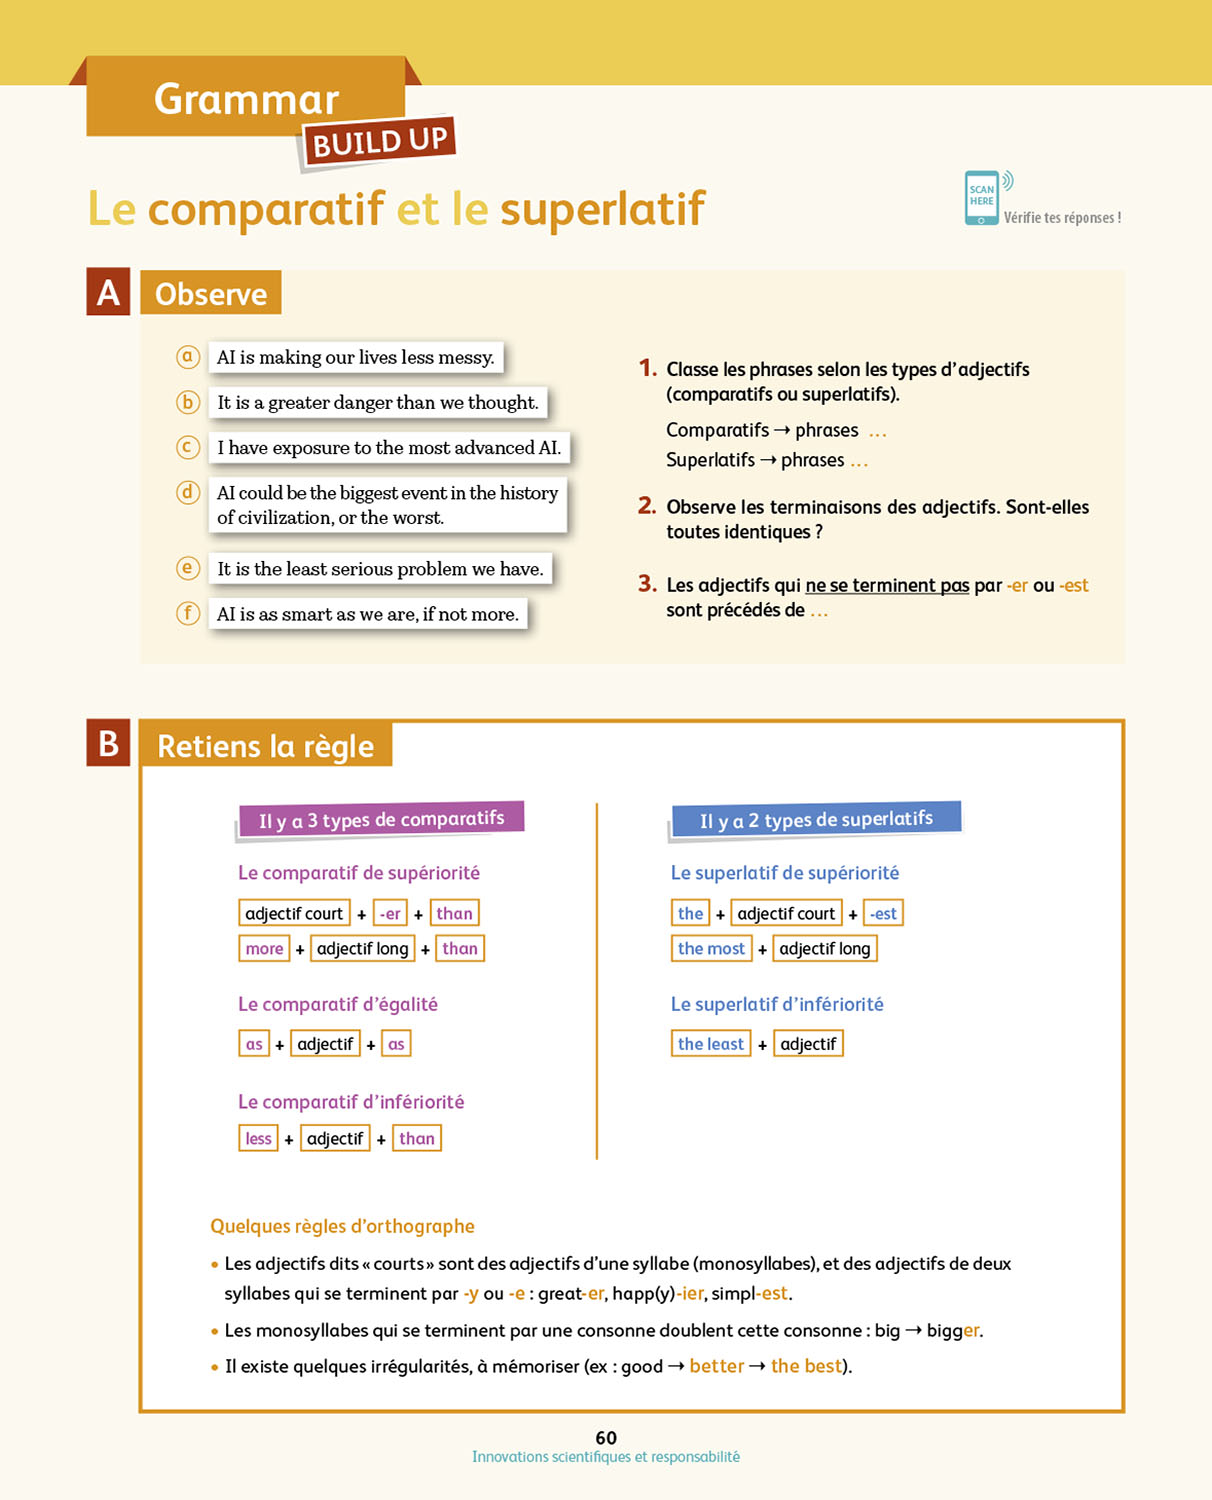 Grammar
BUILD UP
Le comparatif et le superlatif
SCAN
HERE
Vérifie tes réponses !
A
Observe
a AI is making our lives less messy.
b It is a greater danger than we thought.
c I have exposure to the most advanced AI.
d AI could be the biggest event in the history
of civilization, or the worst.
e It is the least serious problem we have.
f AI is as smart as we are, if not more.
1. Classe les phrases selon les types d'adjectifs
(comparatifs ou superlatifs).
Comparatifs → phrases ...
Superlatifs → phrases ...
2. Observe les terminaisons des adjectifs. Sont-elles
toutes identiques ?
3. Les adjectifs qui ne se terminent pas par -er ou -est
sont précédés de ...
B
Retiens la règle
Il y a 3 types de comparatifs
Le comparatif de supériorité
adjectif court + -er + than
more + adjectif long + than
Le comparatif d'égalité
as + adjectif + as
Le comparatif d'infériorité
less + adjectif + than
Il y a 2 types de superlatifs
Le superlatif de supériorité
the + adjectif court + -est
the most + adjectif long
Le superlatif d'infériorité
the least + adjectif
Quelques règles d'orthographe
• Les adjectifs dits « courts » sont des adjectifs d'une syllabe (monosyllabes), et des adjectifs de deux
syllabes qui se terminent par -y ou -e : great-er, happ(y)-ier, simpl-est.
• Les monosyllabes qui se terminent par une consonne doublent cette consonne : big → bigger.
• Il existe quelques irrégularités, à mémoriser (ex : good → better → the best).
60
Innovations scientifiques et responsabilité